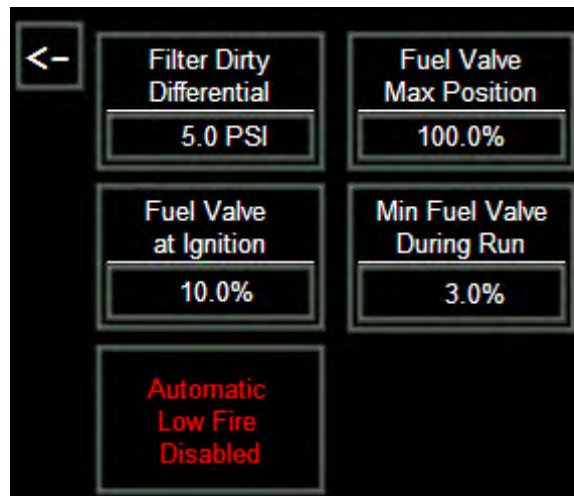 <-
Filter Dirty
Differential
5.0 PSI
Fuel Valve
Max Position
100.0%
Fuel Valve
at Ignition
10.0%
Min Fuel Valve
During Run
3.0%
Automatic
Low Fire
Disabled